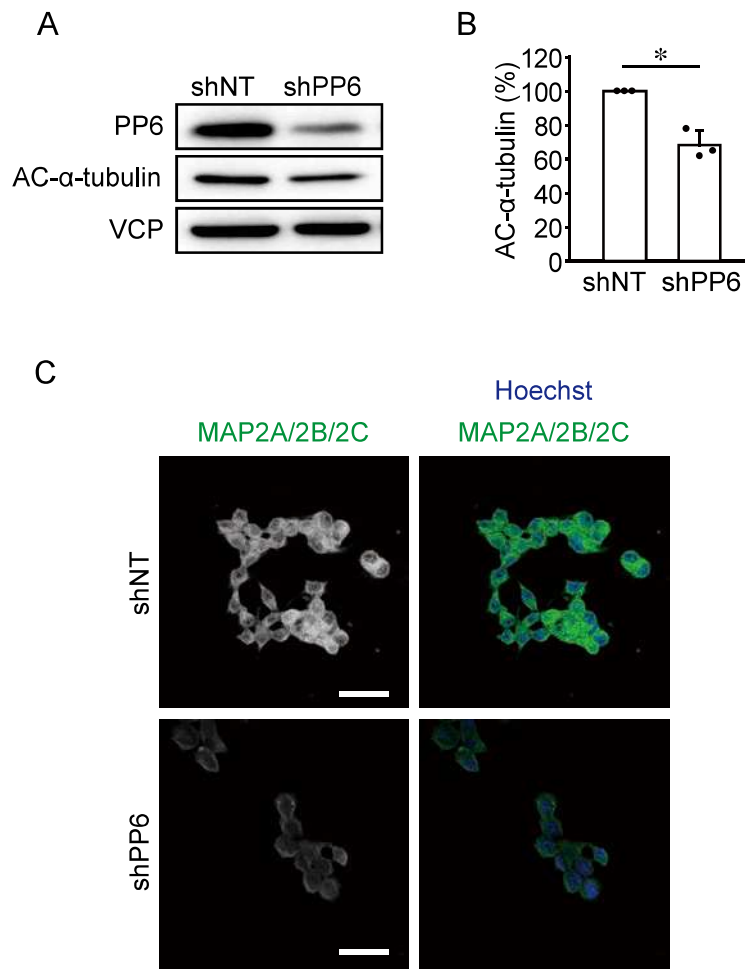 A
shNT shPP6
PP6
AC-α-tubulin
VCP
B
AC-α-tubulin (%)
120
100
80
60
40
20
0
*
shNT shPP6
C
Hoechst
MAP2A/2B/2C MAP2A/2B/2C
shNT
shPP6